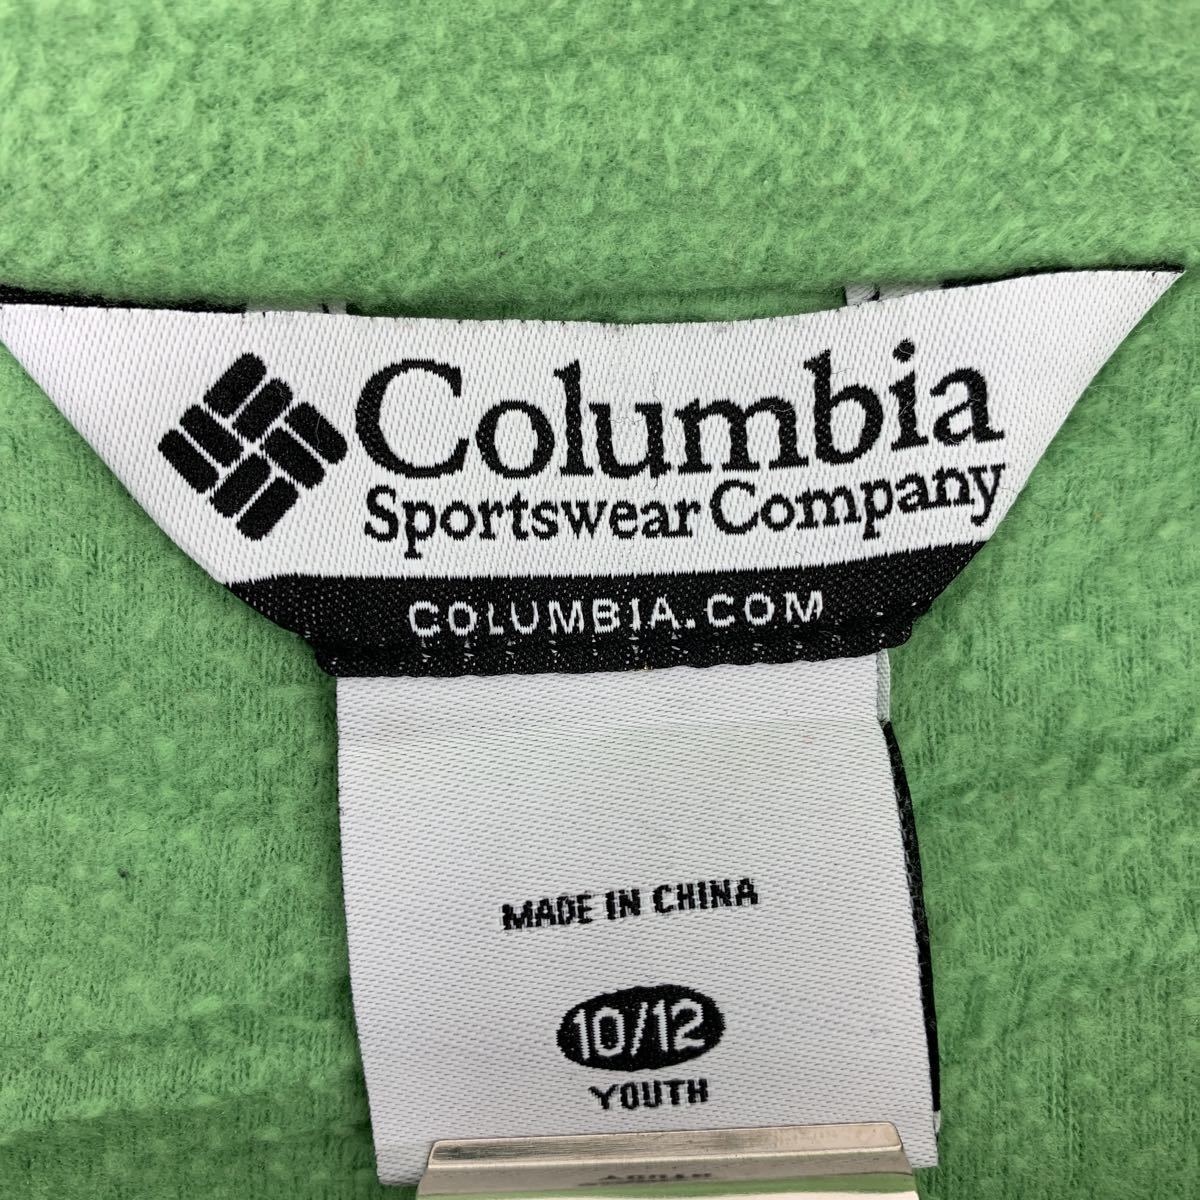 Columbia
Sportswear Company
COLUMBIA.COM
MADE IN CHINA
10/12
YOUTH